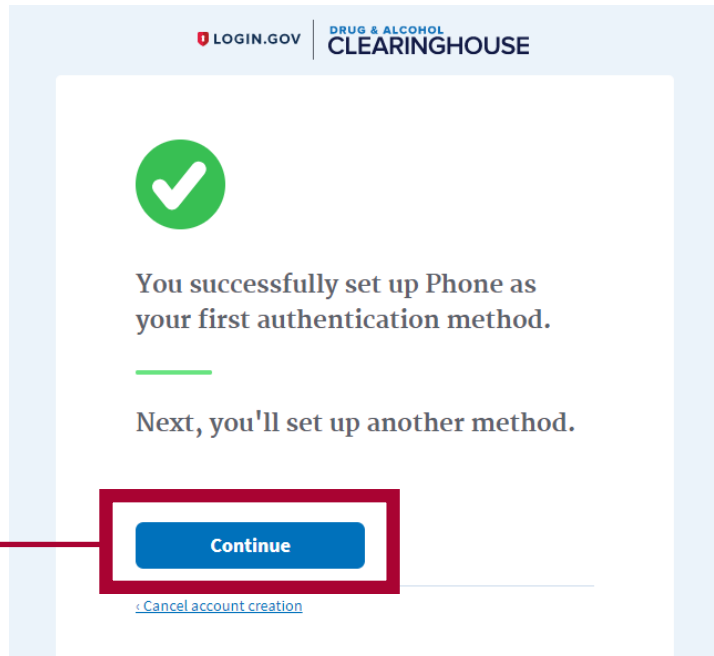 LOGIN.GOV
DRUG & ALCOHOL
CLEARINGHOUSE
You successfully set up Phone as
your first authentication method.
Next, you'll set up another method.
Continue
‹ Cancel account creation